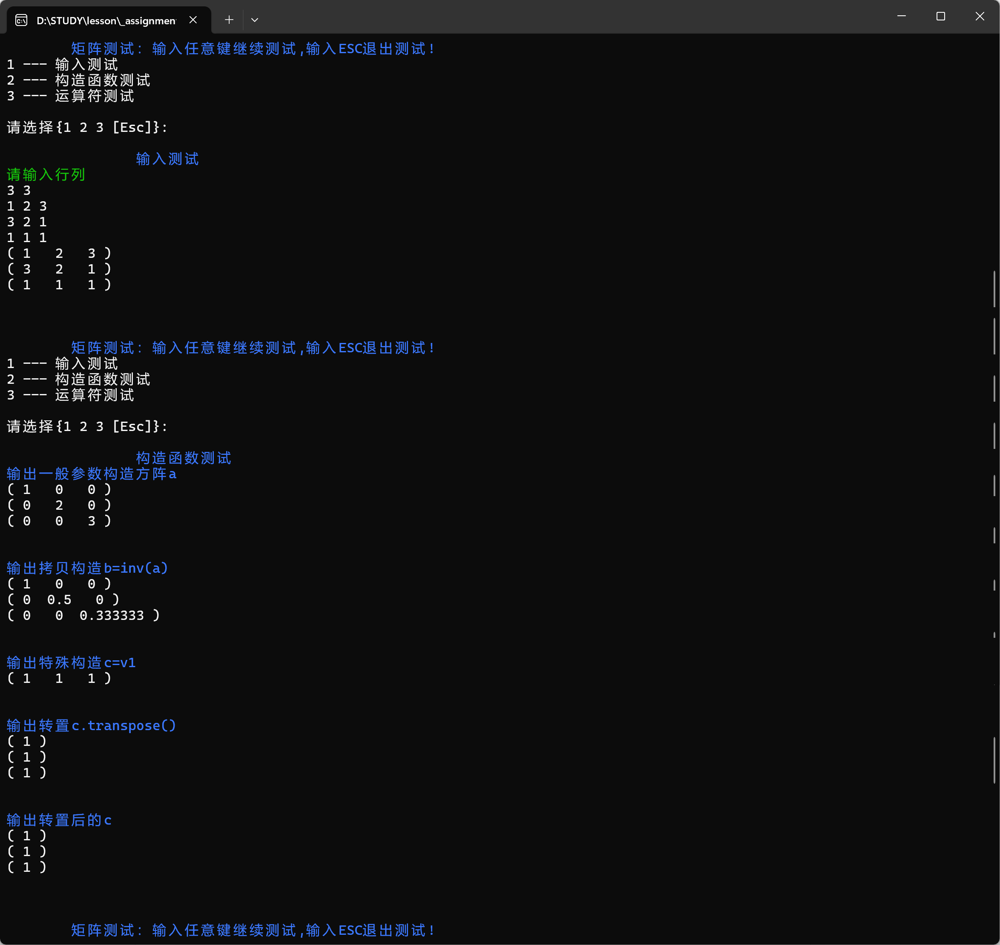 D:\STUDY\lesson\_assignmen
矩阵测试: 输入任意键继续测试,输入ESC退出测试!
1 --- 输入测试
2 --- 构造函数测试
3 --- 运算符测试
请选择{1 2 3 [Esc]}:
输入测试
请输入行列
3 3
1 2 3
3 2 1
1 1 1
( 1   2   3 )
( 3   2   1 )
( 1   1   1 )
矩阵测试: 输入任意键继续测试,输入ESC退出测试!
1 --- 输入测试
2 --- 构造函数测试
3 --- 运算符测试
请选择{1 2 3 [Esc]}:
构造函数测试
输出一般参数构造方阵a
( 1   0   0 )
( 0   2   0 )
( 0   0   3 )
输出拷贝构造b=inv(a)
( 1   0   0 )
( 0  0.5   0 )
( 0   0  0.333333 )
输出特殊构造c=v1
( 1   1   1 )
输出转置c.transpose()
( 1 )
( 1 )
( 1 )
输出转置后的c
( 1 )
( 1 )
( 1 )
矩阵测试: 输入任意键继续测试,输入ESC退出测试!